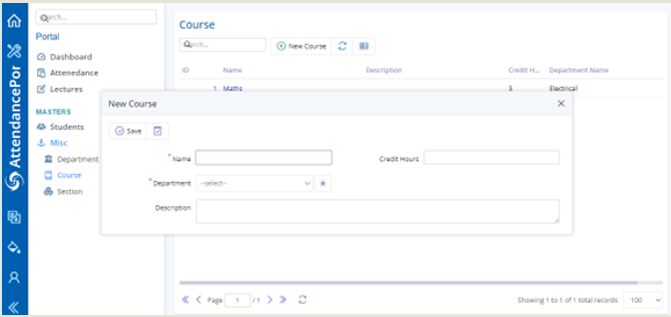 AttendancePor
Search...
Portal
Dashboard
Attenedance
Lectures
MASTERS
Students
Misc
Department
Course
Section
Course
Search...
New Course
ID Name Description Credit H... Department Name
1 Maths 3 Electrical
New Course
Save
* Name
Credit Hours
* Department --select--
Description
Page 1 / 1
Showing 1 to 1 of 1 total records 100